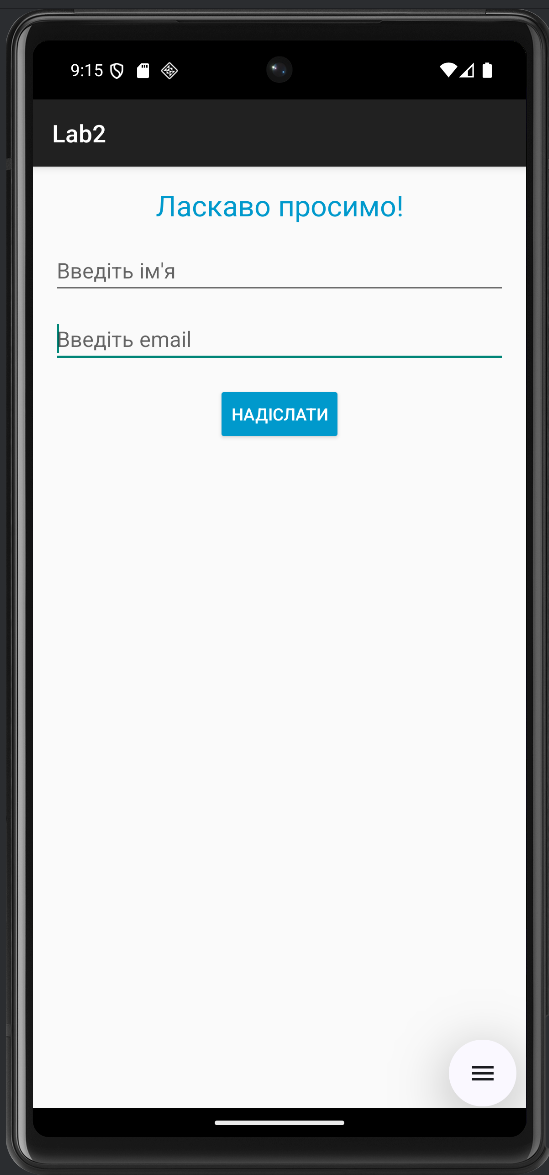 9:15
Lab2
Ласкаво просимо!
Введіть ім'я
Введіть email
НАДІСЛАТИ